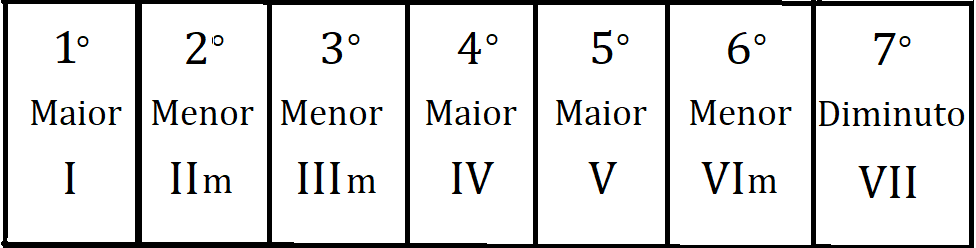 1° 2° 3° 4° 5° 6° 7°
Maior Menor Menor Maior Maior Menor Diminuto
I IIm IIIm IV V VIm VII